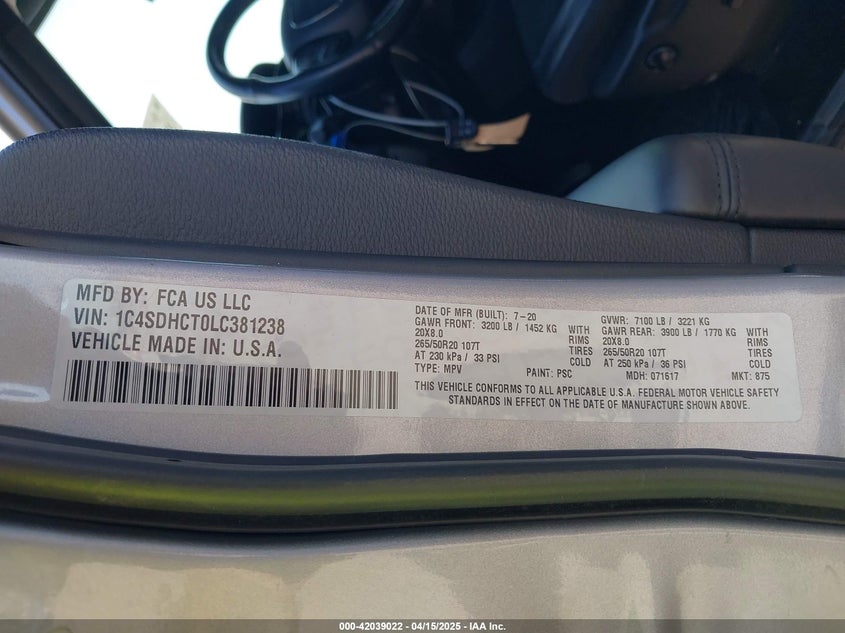 MFD BY: FCA US LLC
VIN: 1C4SDHCT0LC381238
VEHICLE MADE IN: U.S.A.
DATE OF MFR (BUILT): 7-20
GAWR FRONT: 3200 LB / 1452 KG WITH
20X8.0 RIMS
265/50R20 107T TIRES
AT 230 kPa / 33 PSI COLD
TYPE: MPV PAINT: PSC
GVWR: 7100 LB / 3221 KG
GAWR REAR: 3900 LB / 1770 KG WITH
20X8.0 RIMS
265/50R20 107T TIRES
AT 250 kPa / 36 PSI COLD
MDH: 071617 MKT: 875
THIS VEHICLE CONFORMS TO ALL APPLICABLE U.S.A. FEDERAL MOTOR VEHICLE SAFETY
STANDARDS IN EFFECT ON THE DATE OF MANUFACTURE SHOWN ABOVE.
000-42039022 - 04/15/2025 - IAA Inc.